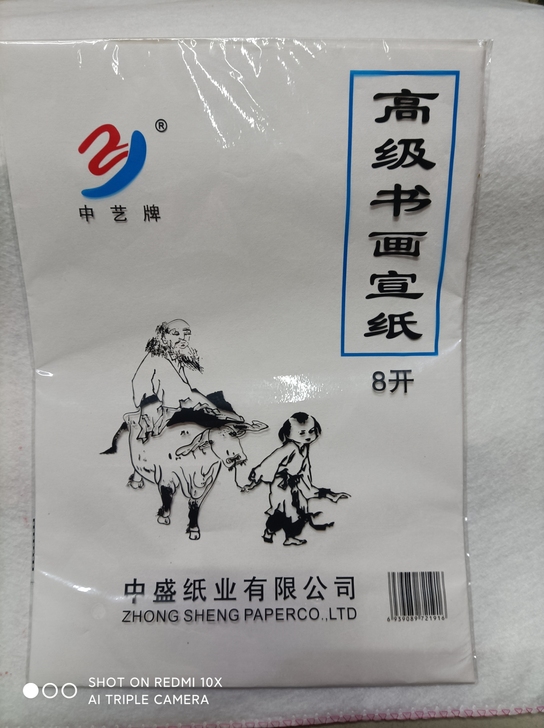 ®
中艺牌
高级书画宣纸
8开
中盛纸业有限公司
ZHONG SHENG PAPERCO.,LTD
6939089721916
SHOT ON REDMI 10X
AI TRIPLE CAMERA